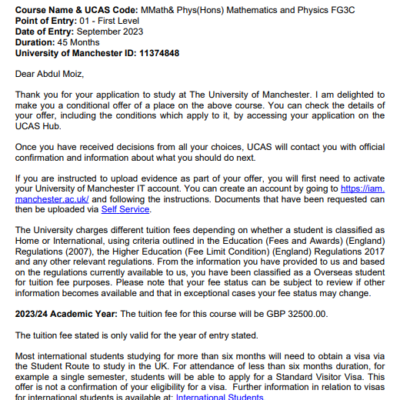 Course Name & UCAS Code: MMath& Phys(Hons) Mathematics and Physics FG3C
Point of Entry: 01 - First Level
Date of Entry: September 2023
Duration: 45 Months
University of Manchester ID: 11374848
Dear Abdul Moiz,
Thank you for your application to study at The University of Manchester. I am delighted to
make you a conditional offer of a place on the above course. You can check the details of
your offer, including the conditions which apply to it, by accessing your application on the
UCAS Hub.
Once you have received decisions from all your choices, UCAS will contact you with official
confirmation and information about what you should do next.
If you are instructed to upload evidence as part of your offer, you will first need to activate
your University of Manchester IT account. You can create an account by going to https://iam.
manchester.ac.uk/ and following the instructions. Documents that have been requested can
then be uploaded via Self Service.
The University charges different tuition fees depending on whether a student is classified as
Home or International, using criteria outlined in the Education (Fees and Awards) (England)
Regulations (2007), the Higher Education (Fee Limit Condition) (England) Regulations 2017
and any other relevant regulations. From the information you have provided to us and based
on the regulations currently available to us, you have been classified as a Overseas student
for tuition fee purposes. Please note that your fee status can be subject to review if other
information becomes available and that in exceptional cases your fee status may change.
2023/24 Academic Year: The tuition fee for this course will be GBP 32500.00.
The tuition fee stated is only valid for the year of entry stated.
Most international students studying for more than six months will need to obtain a visa via
the Student Route to study in the UK. For attendance of less than six months duration, for
example a single semester, students will be able to apply for a Standard Visitor Visa. This
offer is not a confirmation of your eligibility for a visa. Further information in relation to visas
for international students is available at: International Students